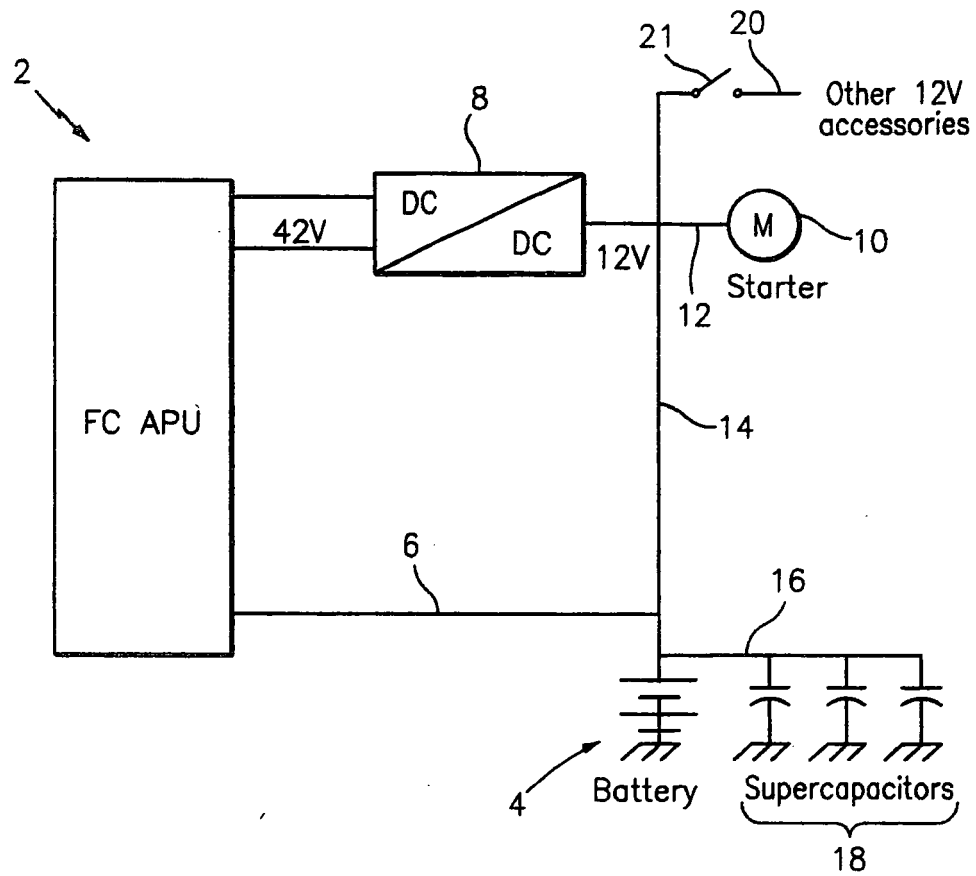 21
20
2
Other 12V
accessories
8
DC
DC
42V
12V
M
10
12
Starter
FC APU
14
6
16
4
Battery
Supercapacitors
18